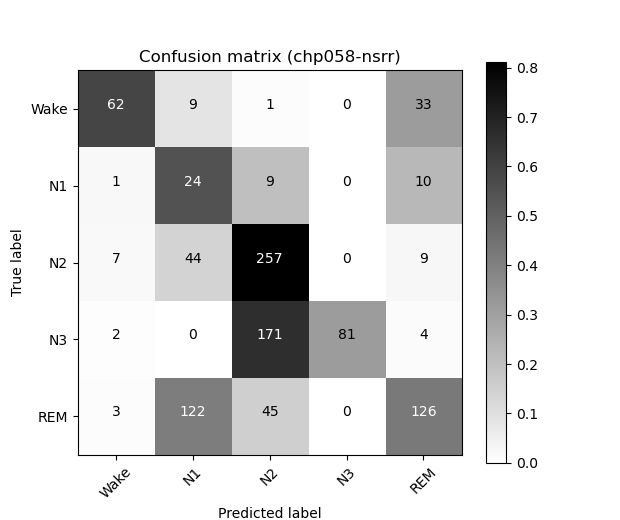 Confusion matrix (chp058-nsrr)
Wake 62 9 1 0 33
N1 1 24 9 0 10
N2 7 44 257 0 9
N3 2 0 171 81 4
REM 3 122 45 0 126
Wake N1 N2 N3 REM
Predicted label
True label
0.8
0.7
0.6
0.5
0.4
0.3
0.2
0.1
0.0